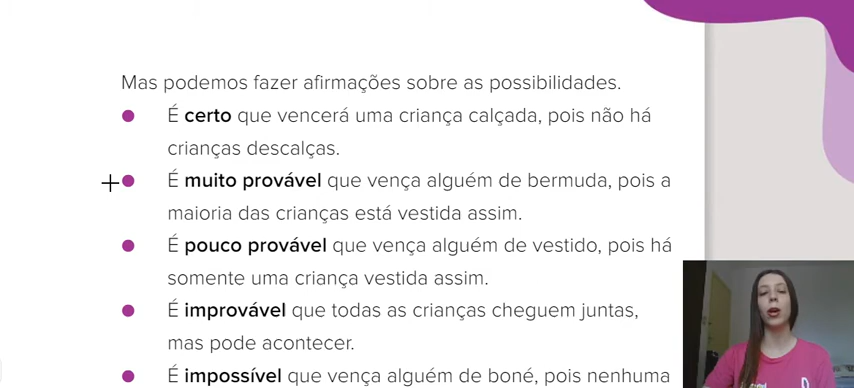 Mas podemos fazer afirmações sobre as possibilidades.
É certo que vencerá uma criança calçada, pois não há
crianças descalças.
É muito provável que vença alguém de bermuda, pois a
maioria das crianças está vestida assim.
É pouco provável que vença alguém de vestido, pois há
somente uma criança vestida assim.
É improvável que todas as crianças cheguem juntas,
mas pode acontecer.
É impossível que vença alguém de boné, pois nenhuma